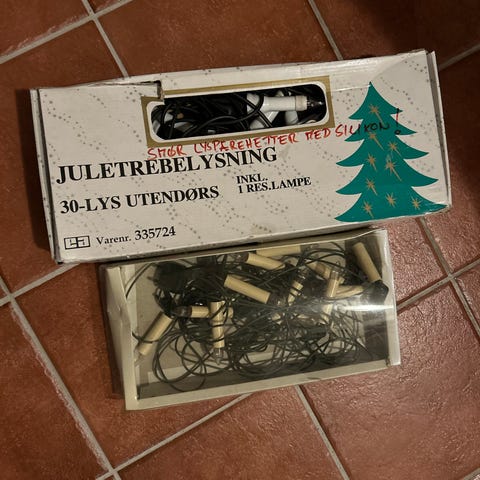 SMØR LYSPÆREHETTER MED SILIKON!
JULETREBELYSNING
30-LYS UTENDØRS
INKL.
1 RES.LAMPE
Varenr. 335724